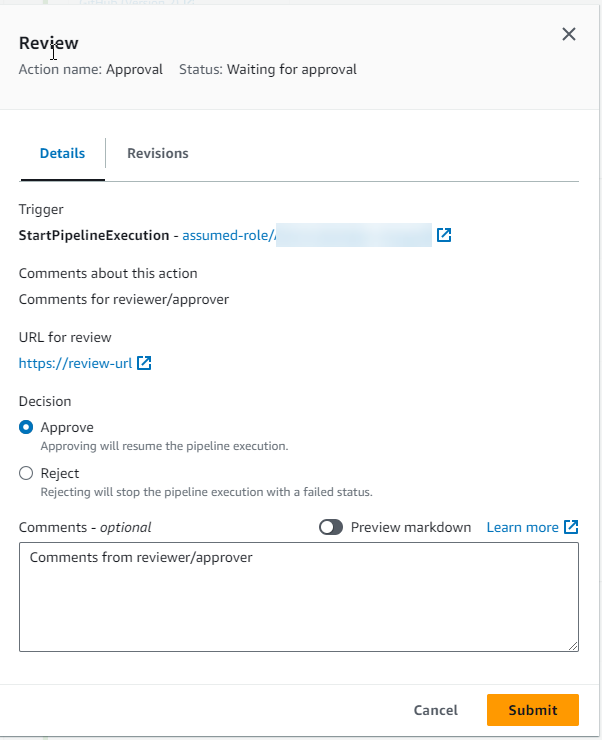 Review
Action name: Approval Status: Waiting for approval
Details Revisions
Trigger
StartPipelineExecution - assumed-role/
Comments about this action
Comments for reviewer/approver
URL for review
https://review-url
Decision
Approve
Approving will resume the pipeline execution.
Reject
Rejecting will stop the pipeline execution with a failed status.
Comments - optional Preview markdown Learn more
Comments from reviewer/approver
Cancel Submit